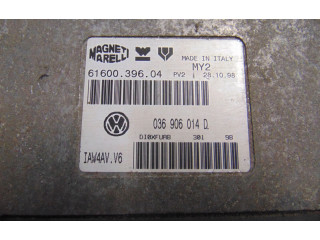 MAGNETI MARELLI
MADE IN ITALY
MY2
61600.396.04 PV2 28.10.98
036 906 014 D
D10XFURB 301 98
IAW4AV.V6